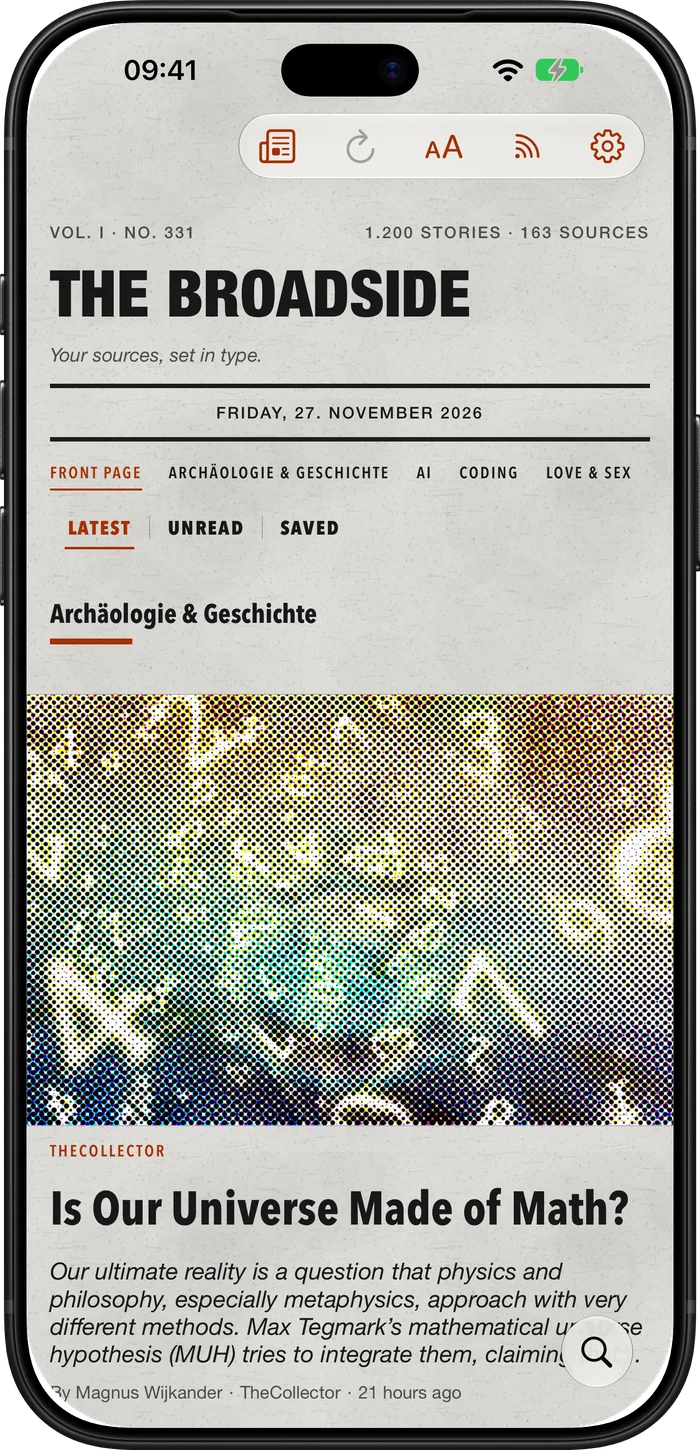 09:41
AA
VOL. I · NO. 331
1.200 STORIES · 163 SOURCES
THE BROADSIDE
Your sources, set in type.
FRIDAY, 27. NOVEMBER 2026
FRONT PAGE ARCHÄOLOGIE & GESCHICHTE AI CODING LOVE & SEX
LATEST UNREAD SAVED
Archäologie & Geschichte
THECOLLECTOR
Is Our Universe Made of Math?
Our ultimate reality is a question that physics and
philosophy, especially metaphysics, approach with very
different methods. Max Tegmark’s mathematical
hypothesis (MUH) tries to integrate them, claiming
By Magnus Wijkander · TheCollector · 21 hours ago